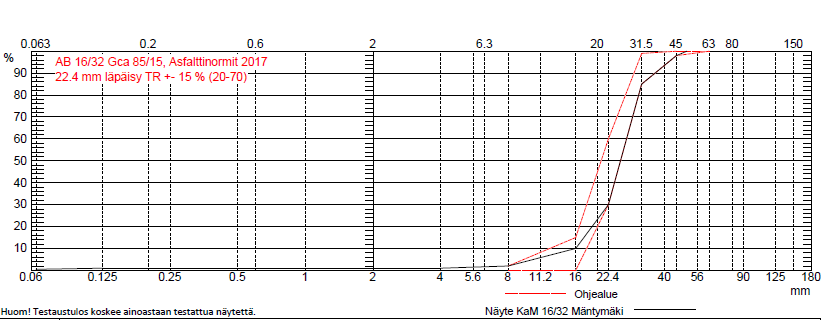 0.063 0.2 0.6 2 6.3 20 31.5 45 63 80 150
%
AB 16/32 Gca 85/15, Asfalttinormit 2017
22.4 mm läpäisy TR +- 15 % (20-70)
90
80
70
60
50
40
30
20
10
0.06 0.125 0.25 0.5 1 2 4 5.6 8 11.2 16 22.4 40 56 90 125 180
mm
Ohjealue
Huom! Testaustulos koskee ainoastaan testattua näytettä.
Näyte KaM 16/32 Mäntymäki